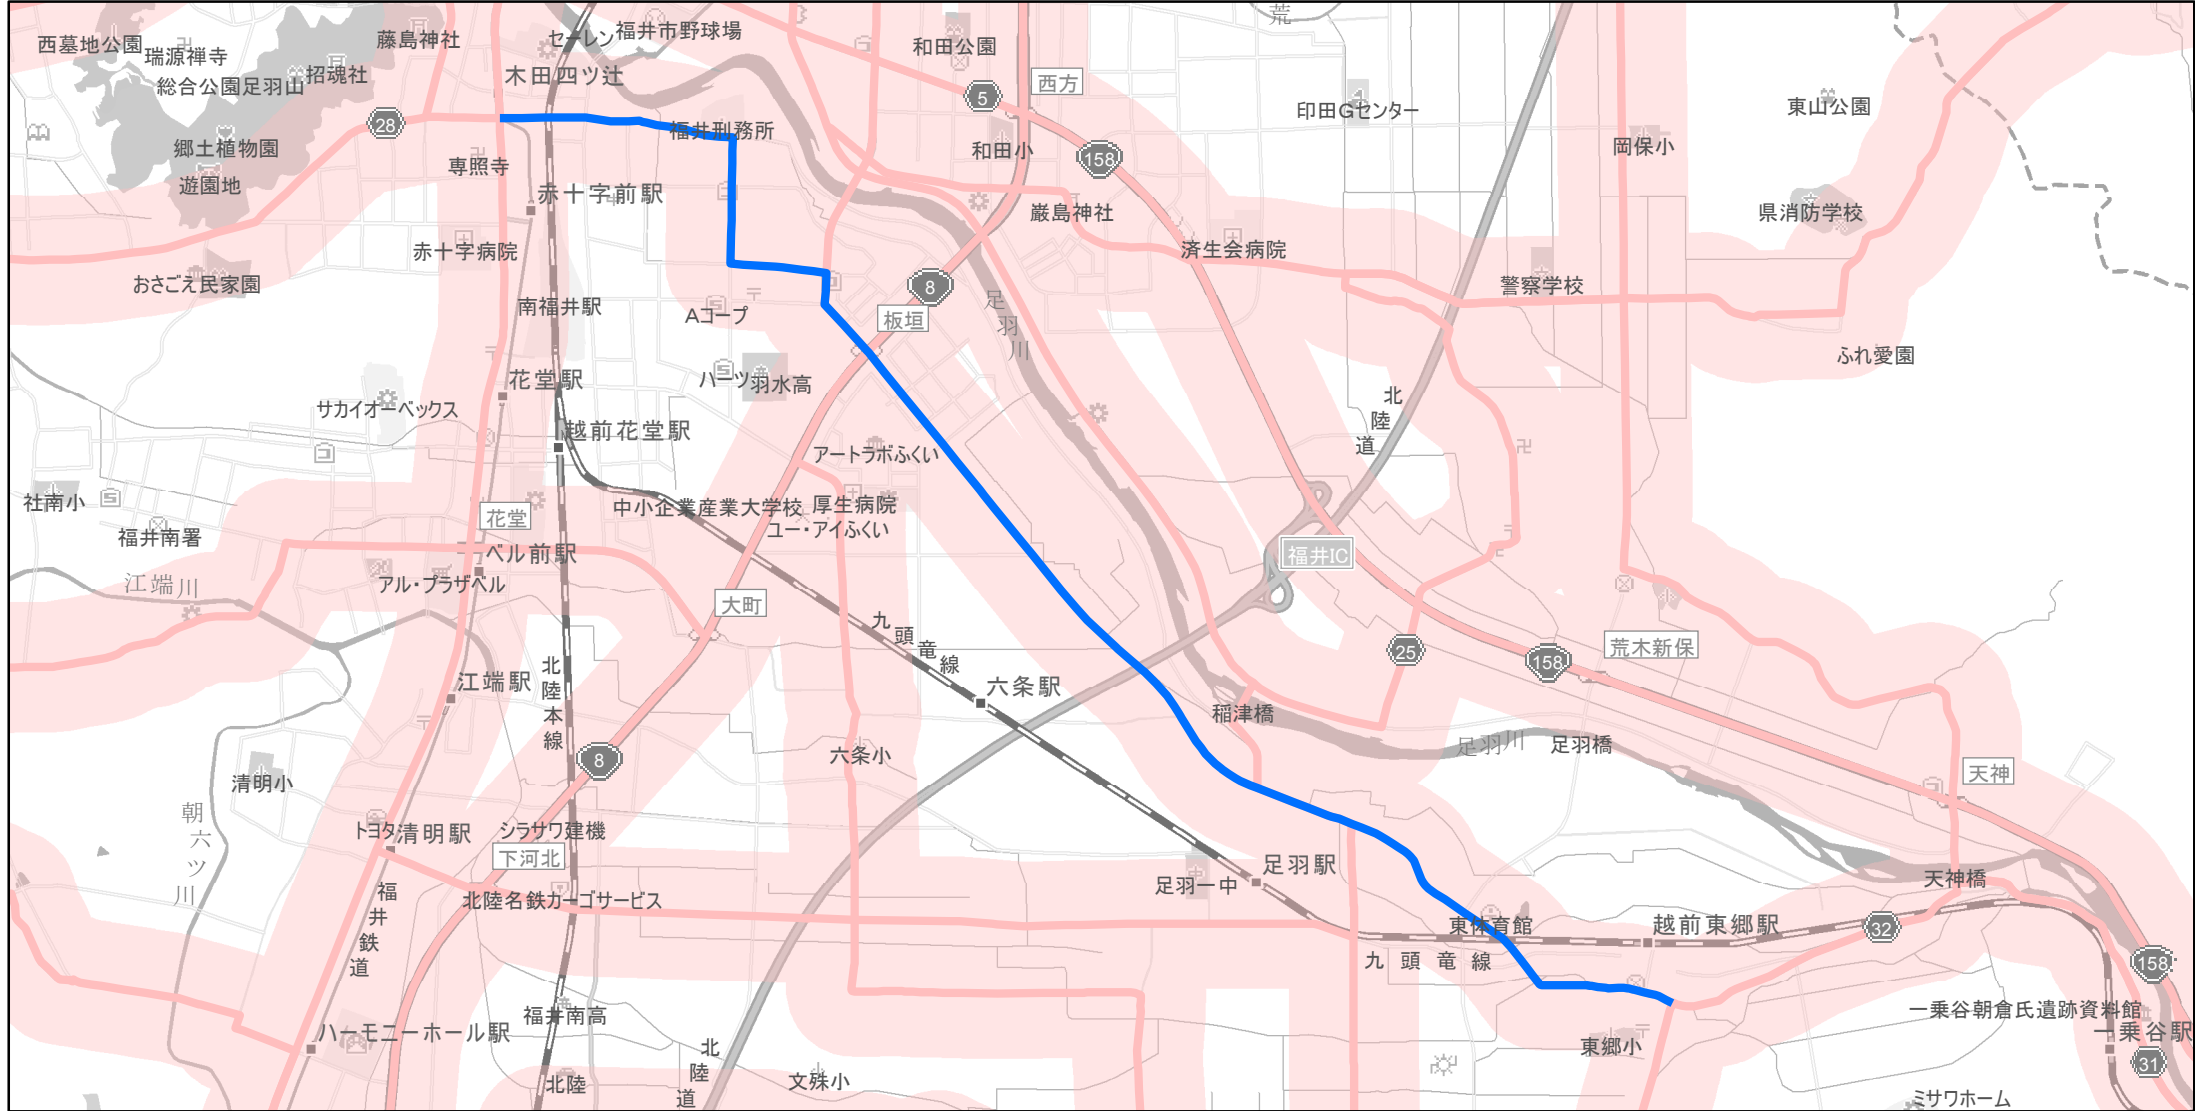 西墓地公園
瑞源禅寺
総合公園足羽山
招魂社
藤島神社
セーレン
福井市野球場
木田四ツ辻
和田公園
5
西方
荒
印田Gセンター
東山公園
28
福井刑務所
郷土植物園
遊園地
専照寺
和田小
158
岡保小
赤十字前駅
厳島神社
県消防学校
赤十字病院
済生会病院
おさごえ民家園
南福井駅
Aコープ
8
板垣
足羽川
警察学校
ふれ愛園
花堂駅
ハーツ
羽水高
サカイオーベックス
越前花堂駅
アートラボふくい
北陸道
社南小
福井南署
花堂
中小企業産業大学校
厚生病院
ユー・アイふくい
ベル前駅
福井IC
江端川
アル・プラザベル
大町
九頭竜線
25
荒木新保
158
江端駅
北陸本線
六条駅
稲津橋
六条小
足羽川
足羽橋
8
清明小
天神
朝六ツ川
トヨタ
清明駅
シラサワ建機
下河北
足羽駅
足羽一中
天神橋
北陸名鉄カーゴサービス
福井鉄道
東体育館
越前東郷駅
32
九頭竜線
158
福井南高
一乗谷朝倉氏遺跡資料館
ハーモニーホール駅
一乗谷駅
東郷小
31
北陸
北陸道
文殊小
ミサワホーム